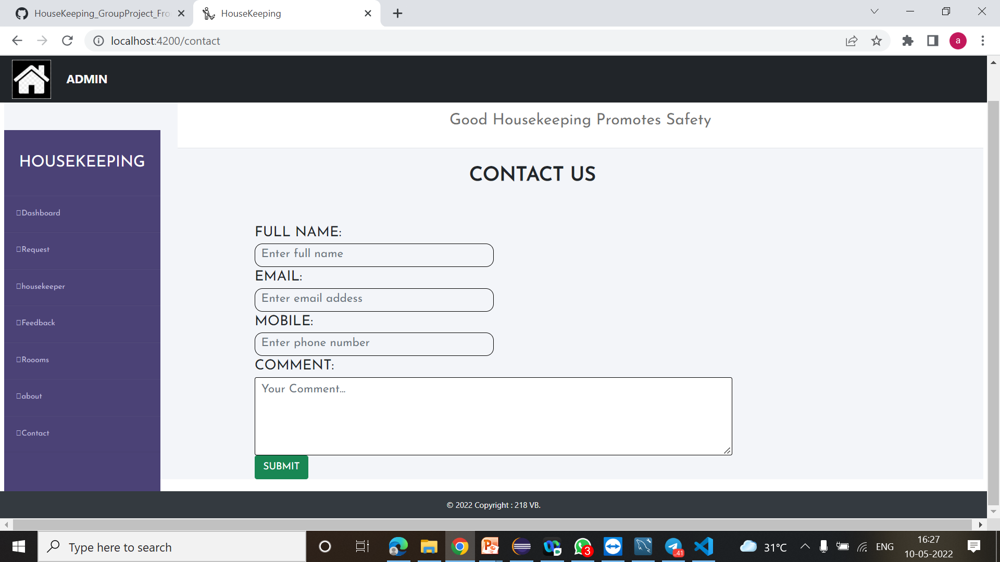 HouseKeeping_GroupProject_Fro
HouseKeeping
localhost:4200/contact
a
ADMIN
Good Housekeeping Promotes Safety
HOUSEKEEPING
CONTACT US
Dashboard
Request
housekeeper
Feedback
Roooms
about
Contact
FULL NAME:
Enter full name
EMAIL:
Enter email addess
MOBILE:
Enter phone number
COMMENT:
Your Comment...
SUBMIT
© 2022 Copyright : 218 VB.
Type here to search
3
..41
31°C
ENG
16:27
10-05-2022